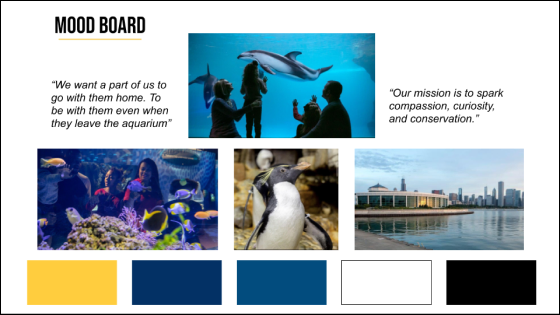 MOOD BOARD
“We want a part of us to
go with them home. To
be with them even when
they leave the aquarium”
“Our mission is to spark
compassion, curiosity,
and conservation.”